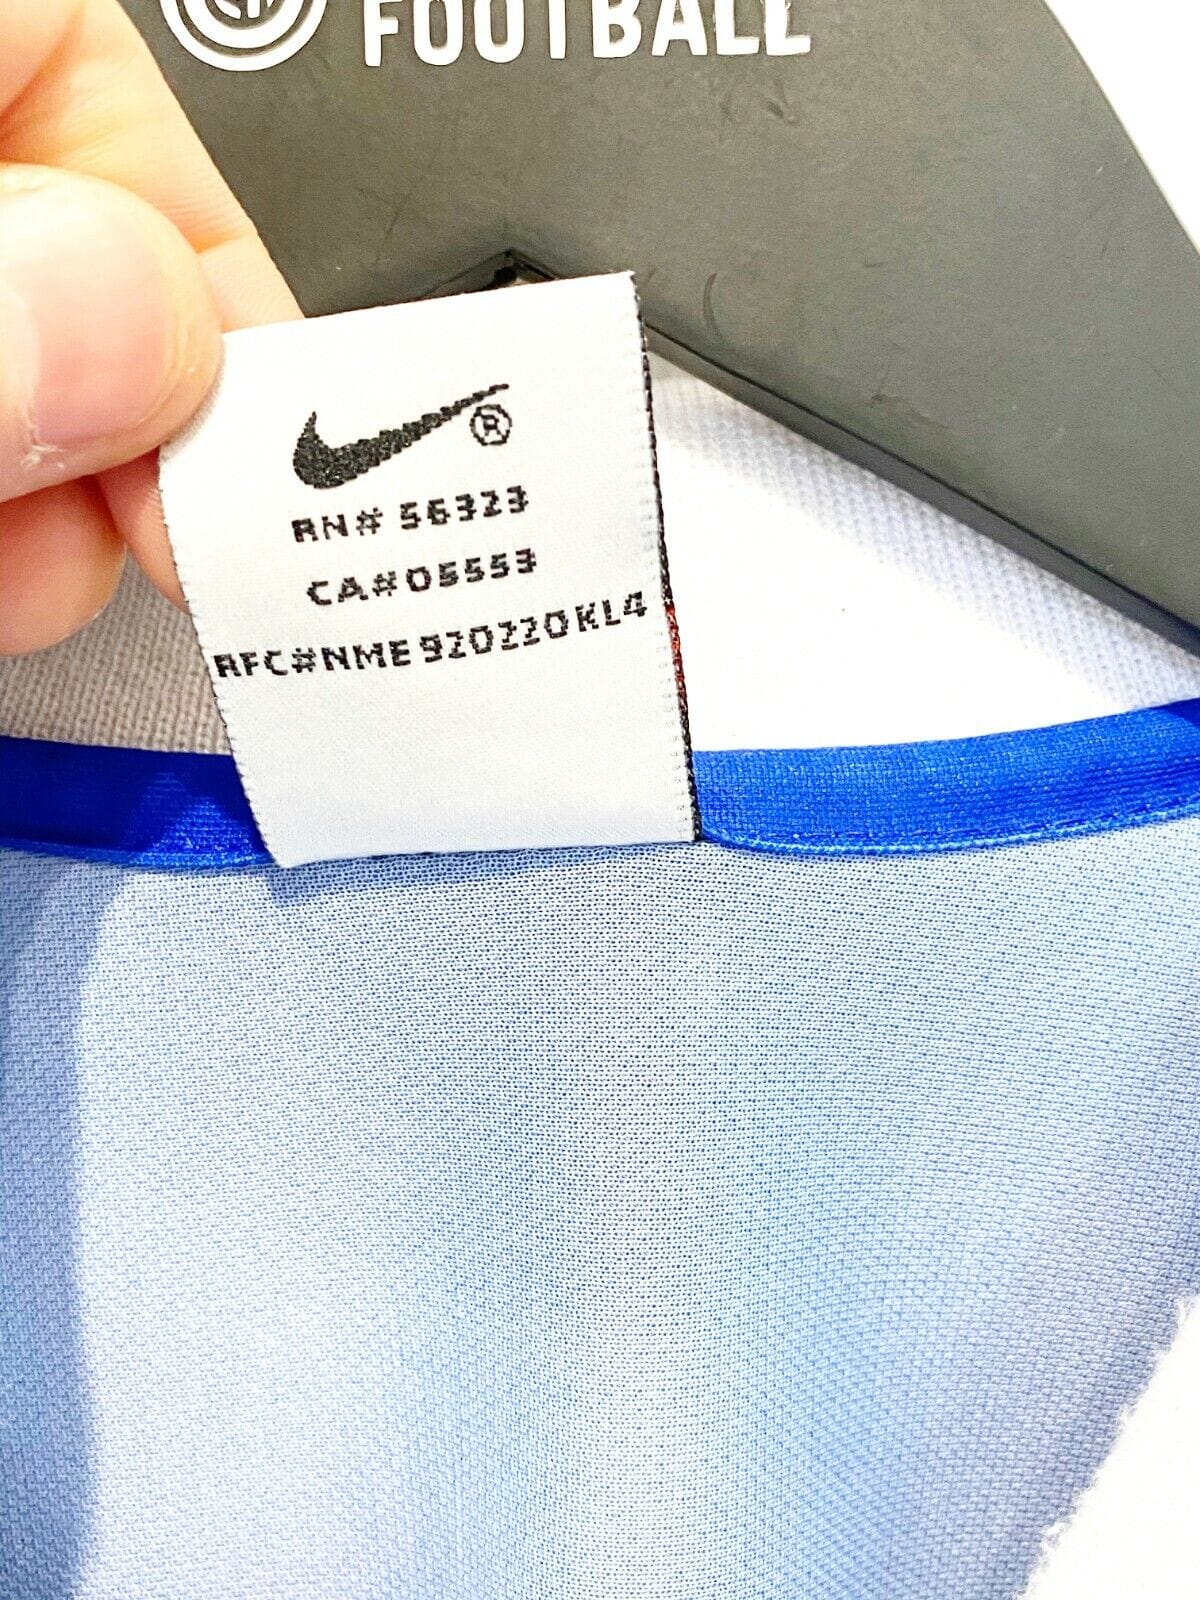 FOOTBALL
®
RN# 56323
CA#05553
RFC#NME920220KL4